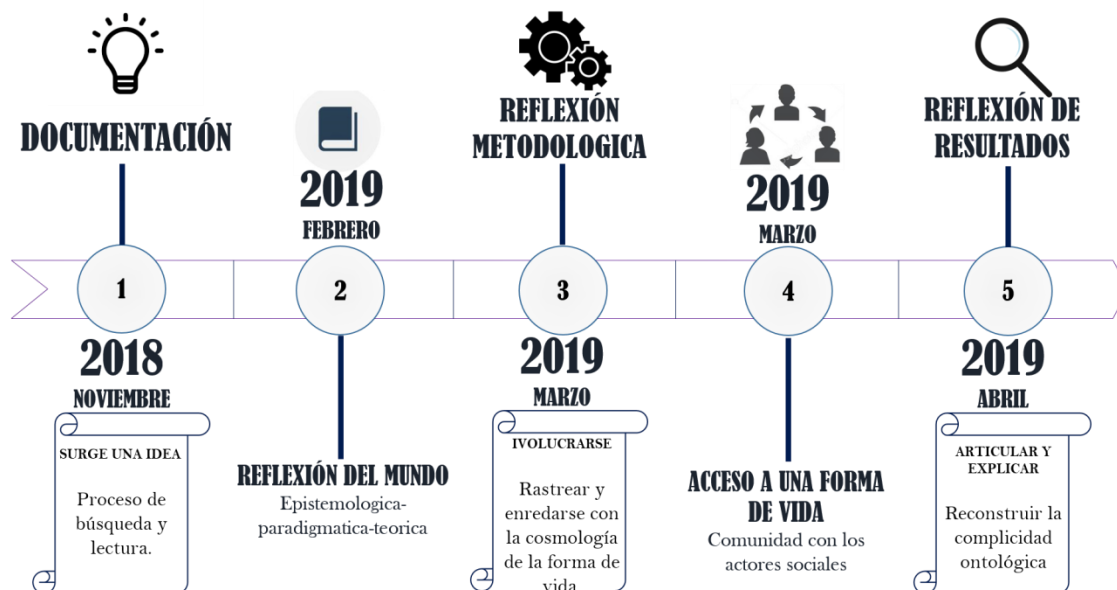 DOCUMENTACIÓN
1
2018
NOVIEMBRE
SURGE UNA IDEA
Proceso de
búsqueda y
lectura.
2019
FEBRERO
2
REFLEXIÓN DEL MUNDO
Epistemologica-
paradigmatica-teorica
REFLEXIÓN
METODOLOGICA
3
2019
MARZO
IVOLUCRARSE
Rastrear y
enredarse con
la cosmología
de la forma de
vida
2019
MARZO
4
ACCESO A UNA FORMA
DE VIDA
Comunidad con los
actores sociales
REFLEXIÓN DE
RESULTADOS
5
2019
ABRIL
ARTICULAR Y
EXPLICAR
Reconstruir la
complicidad
ontológica